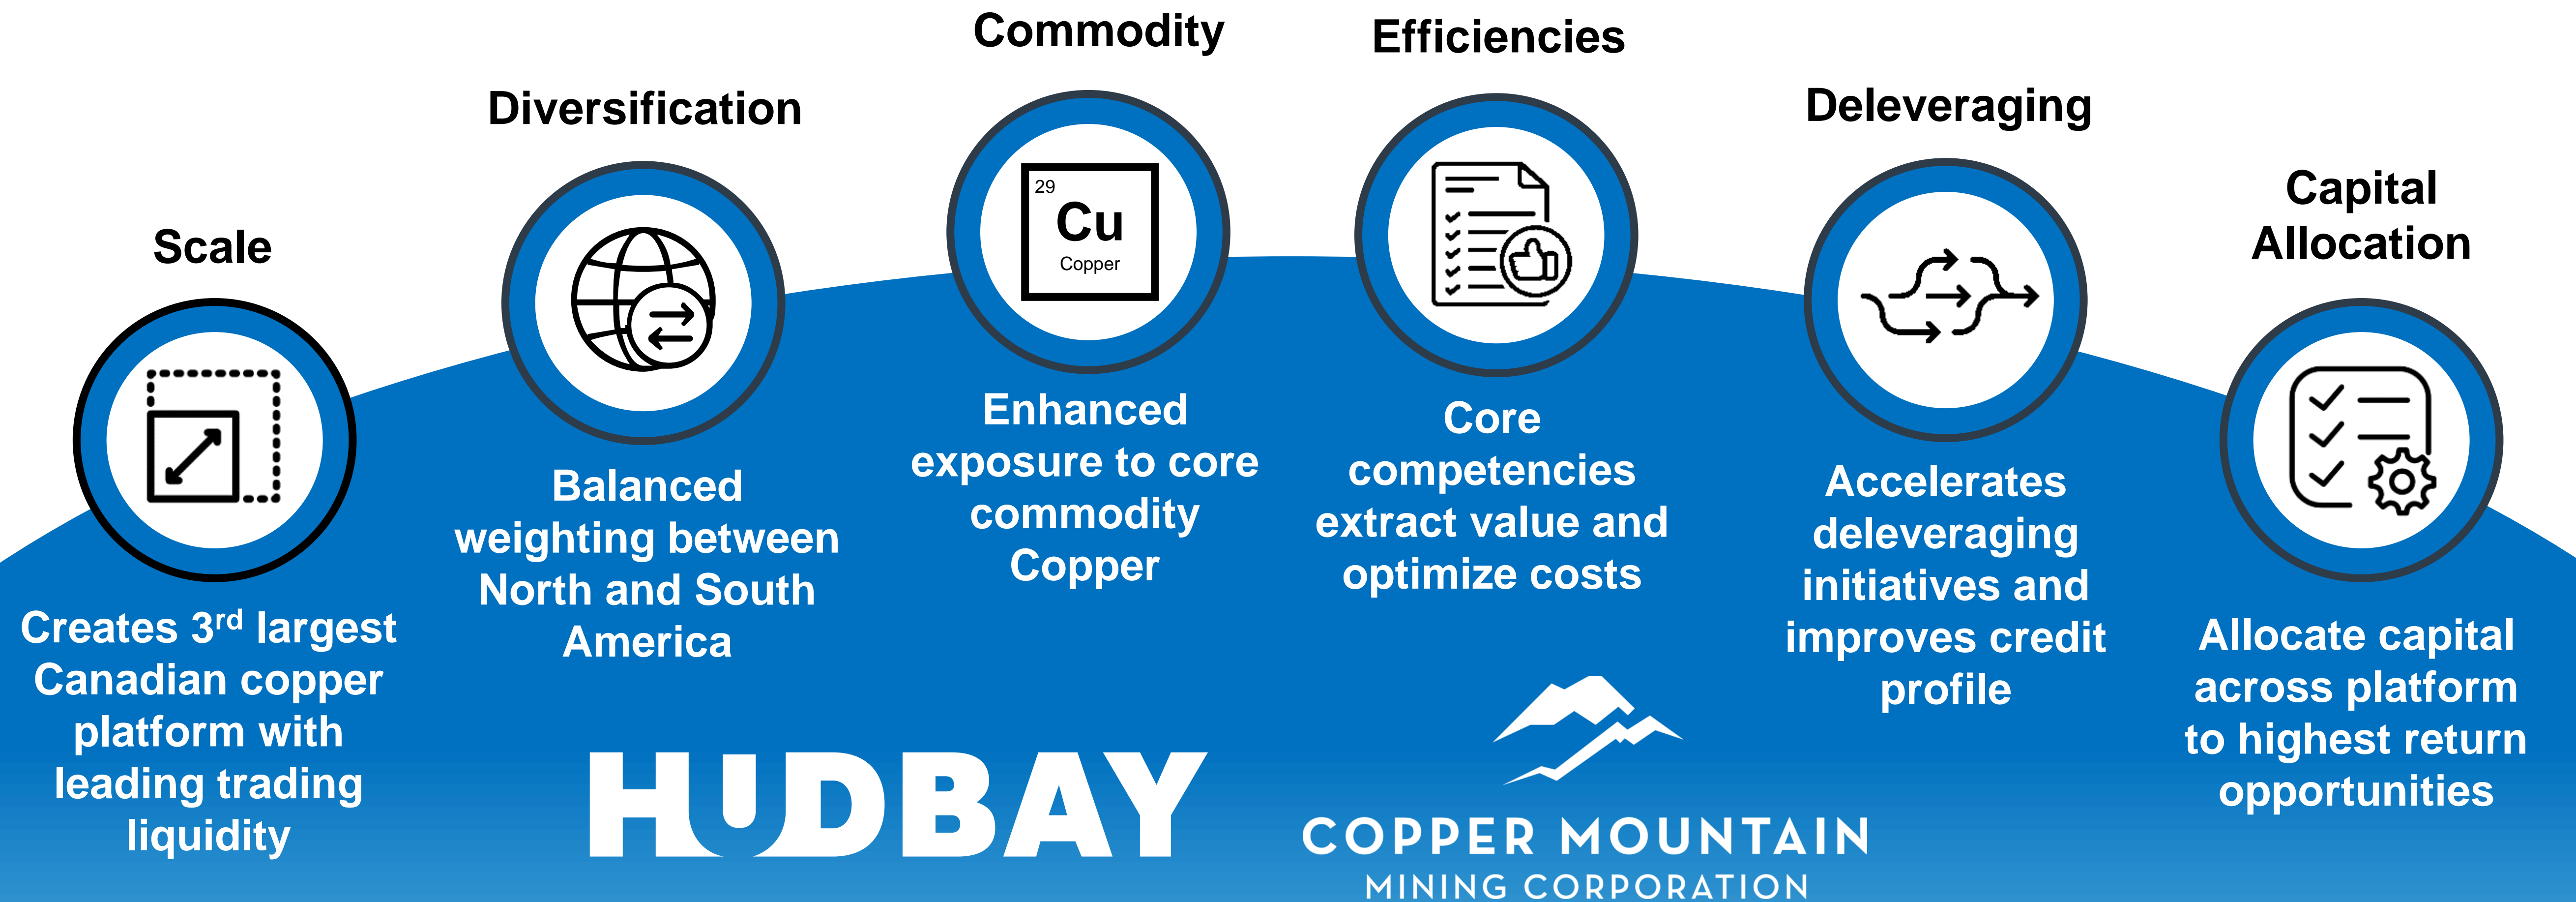 Scale
Creates 3rd largest
Canadian copper
platform with
leading trading
liquidity
Diversification
Balanced
weighting between
North and South
America
Commodity
29
Cu
Copper
Enhanced
exposure to core
commodity
Copper
Efficiencies
Core
competencies
extract value and
optimize costs
Deleveraging
Accelerates
deleveraging
initiatives and
improves credit
profile
Capital
Allocation
Allocate capital
across platform
to highest return
opportunities
HUDBAY
COPPER MOUNTAIN
MINING CORPORATION